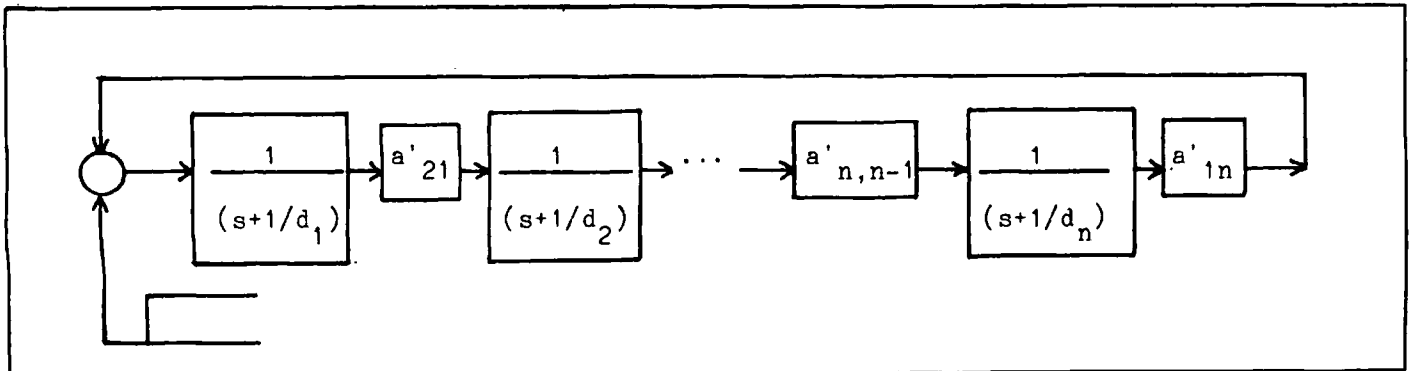 1
(s+1/d₁)
a'₂₁
1
(s+1/d₂)
...
a'ₙ,ₙ₋₁
1
(s+1/dₙ)
a'₁ₙ